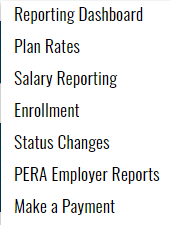 Reporting Dashboard
Plan Rates
Salary Reporting
Enrollment
Status Changes
PERA Employer Reports
Make a Payment